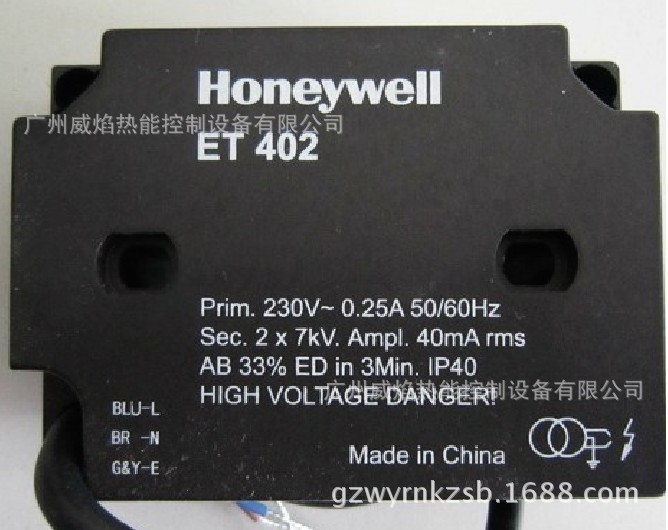 Honeywell
广州威焰热能控制设备有限公司
ET 402
Prim. 230V~ 0.25A 50/60Hz
Sec. 2 x 7kV. Ampl. 40mA rms
AB 33% ED in 3Min. IP40
广州威焰热能控制设备有限公司
HIGH VOLTAGE DANGER!
BLU-L
BR -N
G&Y-E
Made in China
gzwyrnkzsb.1688.com